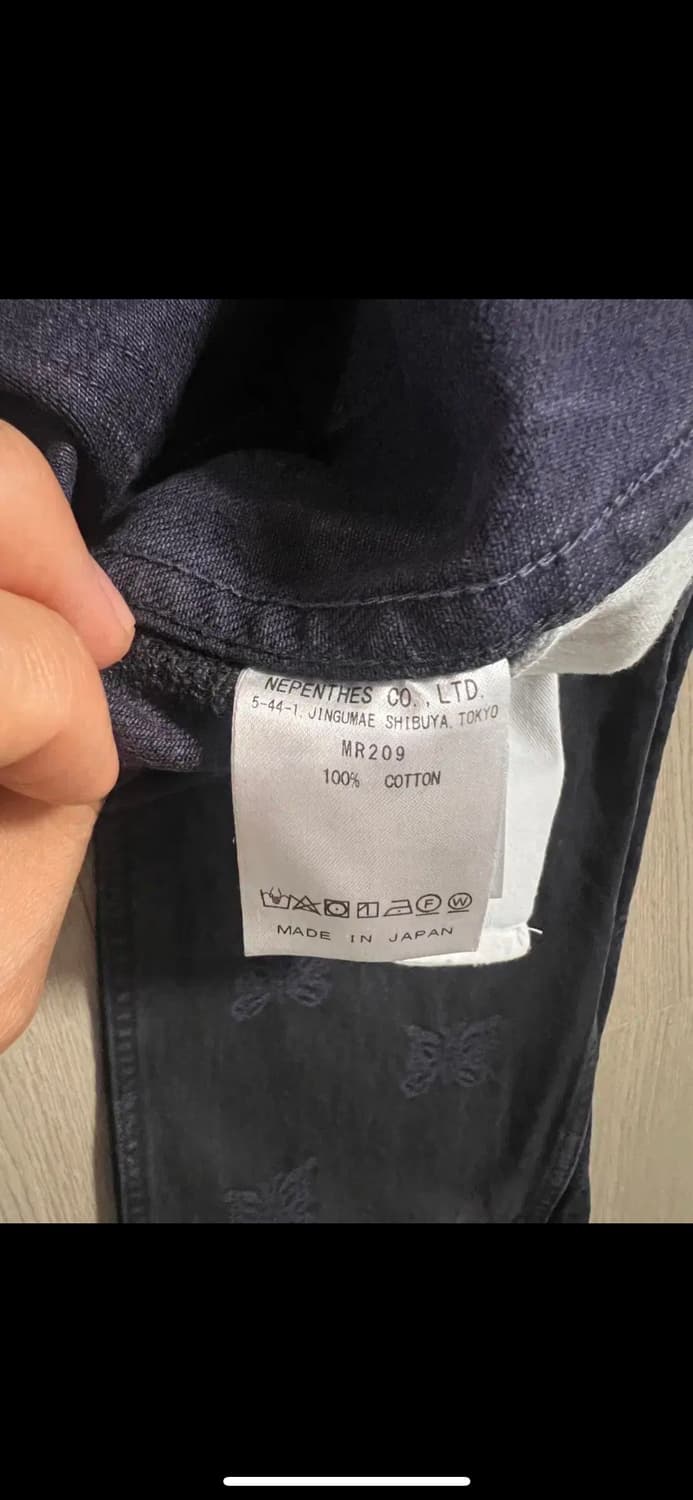 NEPENTHES CO.,LTD.
5-44-1, JINGUMAE SHIBUYA, TOKYO
MR209
100% COTTON
F W
MADE IN JAPAN